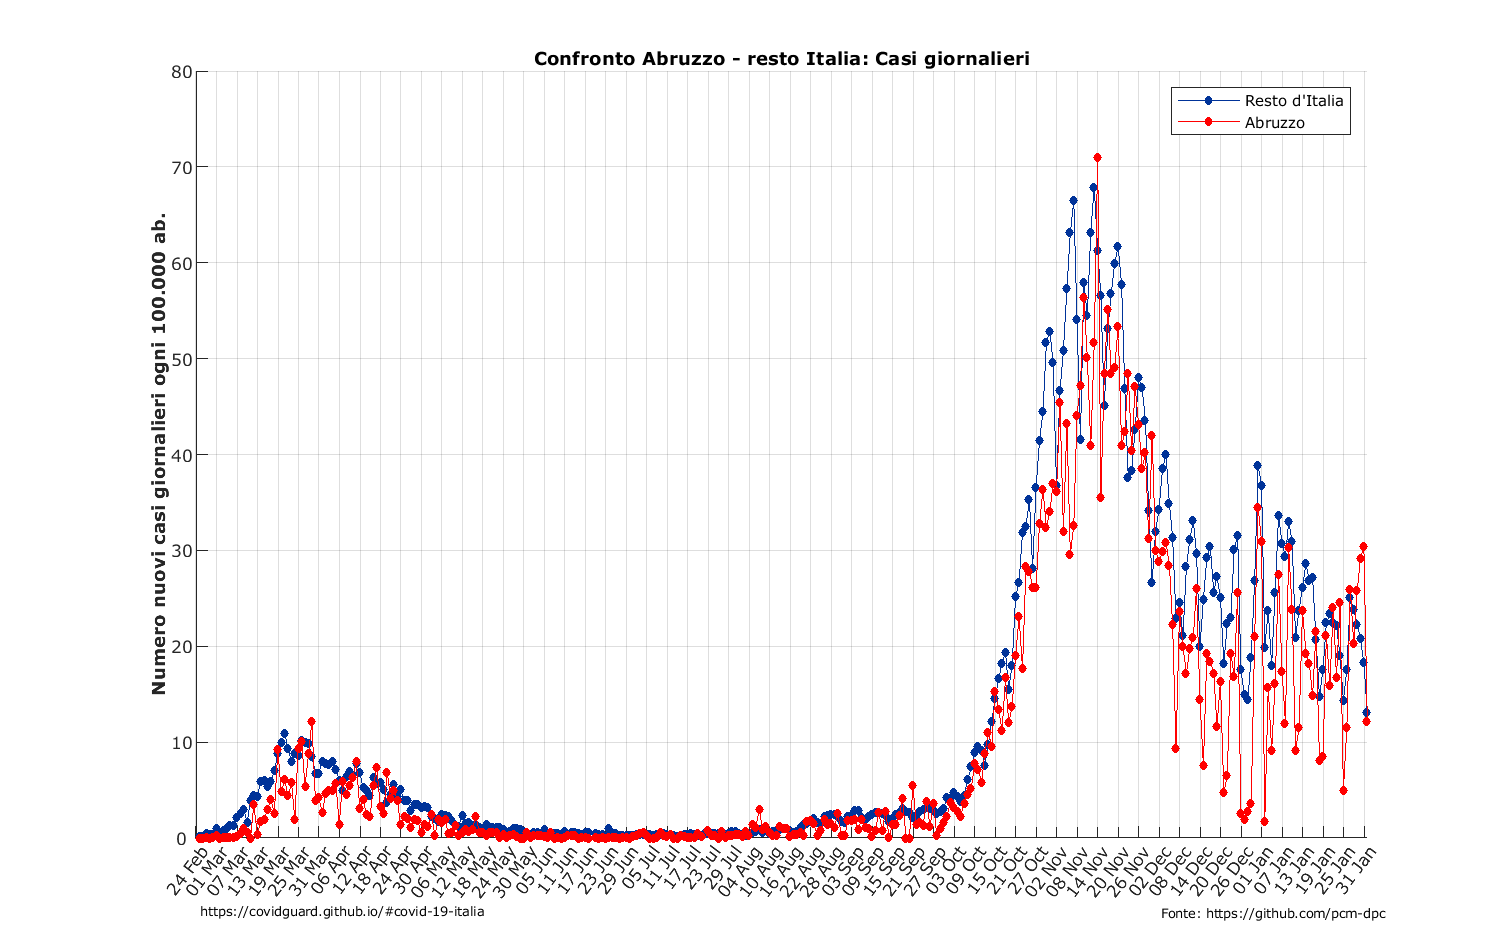 Confronto Abruzzo - resto Italia: Casi giornalieri
Resto d'Italia
Abruzzo
Numero nuovi casi giornalieri ogni 100.000 ab.
80
70
60
50
40
30
20
10
0
24 Feb
01 Mar
07 Mar
13 Mar
19 Mar
25 Mar
31 Mar
06 Apr
12 Apr
18 Apr
24 Apr
30 Apr
06 May
12 May
18 May
24 May
30 May
05 Jun
11 Jun
17 Jun
23 Jun
29 Jun
05 Jul
11 Jul
17 Jul
23 Jul
29 Jul
04 Aug
10 Aug
16 Aug
22 Aug
28 Aug
03 Sep
09 Sep
15 Sep
21 Sep
27 Sep
03 Oct
09 Oct
15 Oct
21 Oct
27 Oct
02 Nov
08 Nov
14 Nov
20 Nov
26 Nov
02 Dec
08 Dec
14 Dec
20 Dec
26 Dec
01 Jan
07 Jan
13 Jan
19 Jan
25 Jan
31 Jan
https://covidguard.github.io/#covid-19-italia
Fonte: https://github.com/pcm-dpc